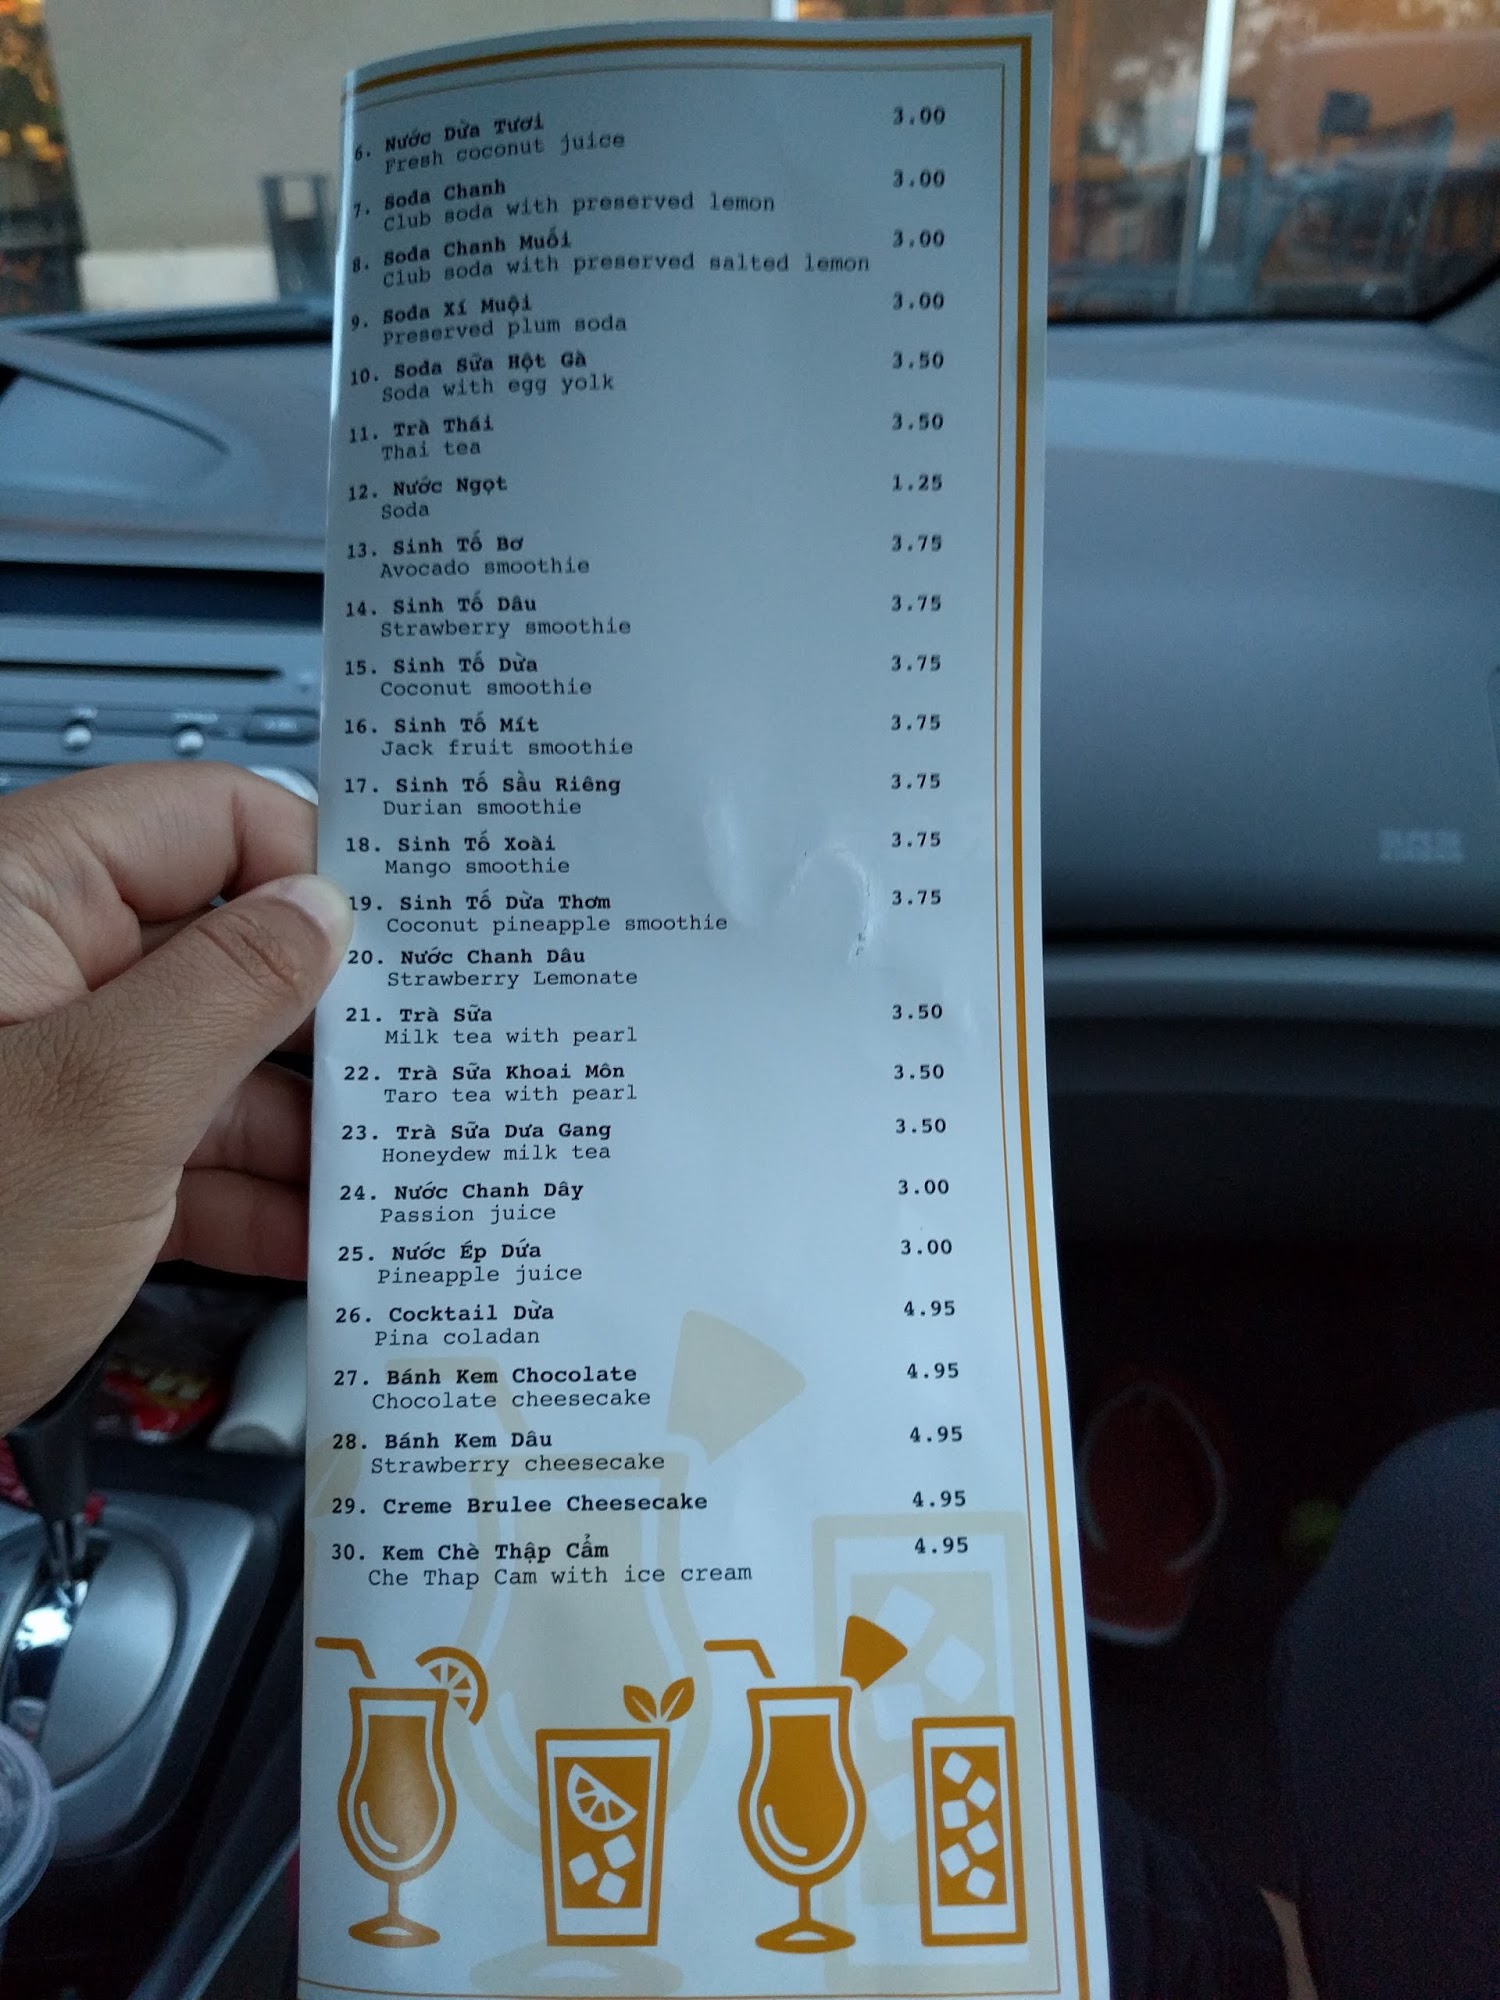 6. Nước Dừa Tươi 3.00
Fresh coconut juice
7. Soda Chanh 3.00
Club soda with preserved lemon
8. Soda Chanh Muối 3.00
Club soda with preserved salted lemon
9. Soda Xí Muội 3.00
Preserved plum soda
10. Soda Sữa Hột Gà 3.50
Soda with egg yolk
11. Trà Thái 3.50
Thai tea
12. Nước Ngọt 1.25
Soda
13. Sinh Tố Bơ 3.75
Avocado smoothie
14. Sinh Tố Dâu 3.75
Strawberry smoothie
15. Sinh Tố Dừa 3.75
Coconut smoothie
16. Sinh Tố Mít 3.75
Jack fruit smoothie
17. Sinh Tố Sầu Riêng 3.75
Durian smoothie
18. Sinh Tố Xoài 3.75
Mango smoothie
19. Sinh Tố Dừa Thơm 3.75
Coconut pineapple smoothie
20. Nước Chanh Dâu
Strawberry Lemonate
21. Trà Sữa 3.50
Milk tea with pearl
22. Trà Sữa Khoai Môn 3.50
Taro tea with pearl
23. Trà Sữa Dưa Gang 3.50
Honeydew milk tea
24. Nước Chanh Dây 3.00
Passion juice
25. Nước Ép Dứa 3.00
Pineapple juice
26. Cocktail Dừa 4.95
Pina coladan
27. Bánh Kem Chocolate 4.95
Chocolate cheesecake
28. Bánh Kem Dâu 4.95
Strawberry cheesecake
29. Creme Brulee Cheesecake 4.95
30. Kem Chè Thập Cẩm 4.95
Che Thap Cam with ice cream